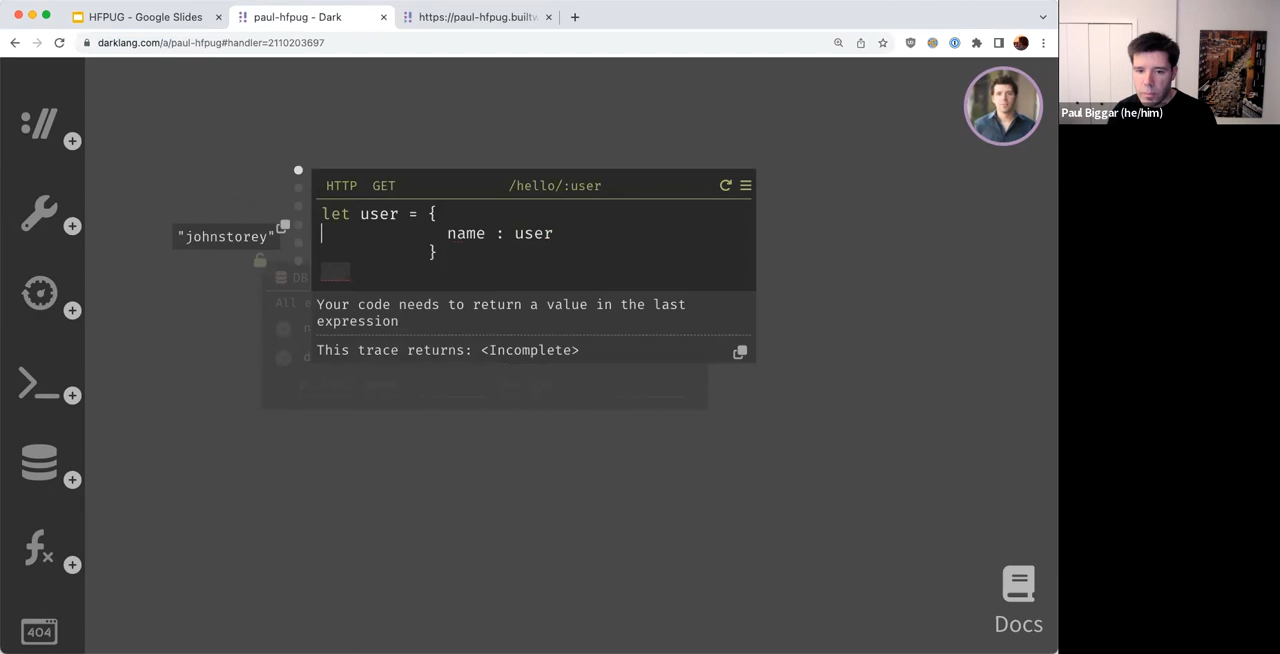 HFPUG - Google Slides
paul-hfpug - Dark
https://paul-hfpug.builtw
darklang.com/a/paul-hfpug#handler=2110203697
Paul Biggar (he/him)
HTTP GET /hello/:user
let user = {
name : user
}
"johnstorey"
DB
All e
Your code needs to return a value in the last
expression
This trace returns: <Incomplete>
404
Docs